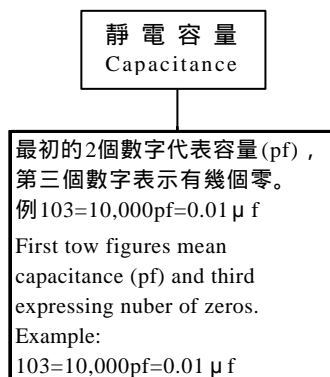 靜電容量
Capacitance
最初的2個數字代表容量(pf)，
第三個數字表示有幾個零。
例103=10,000pf=0.01μf
First tow figures mean
capacitance (pf) and third
expressing nuber of zeros.
Example:
103=10,000pf=0.01μf